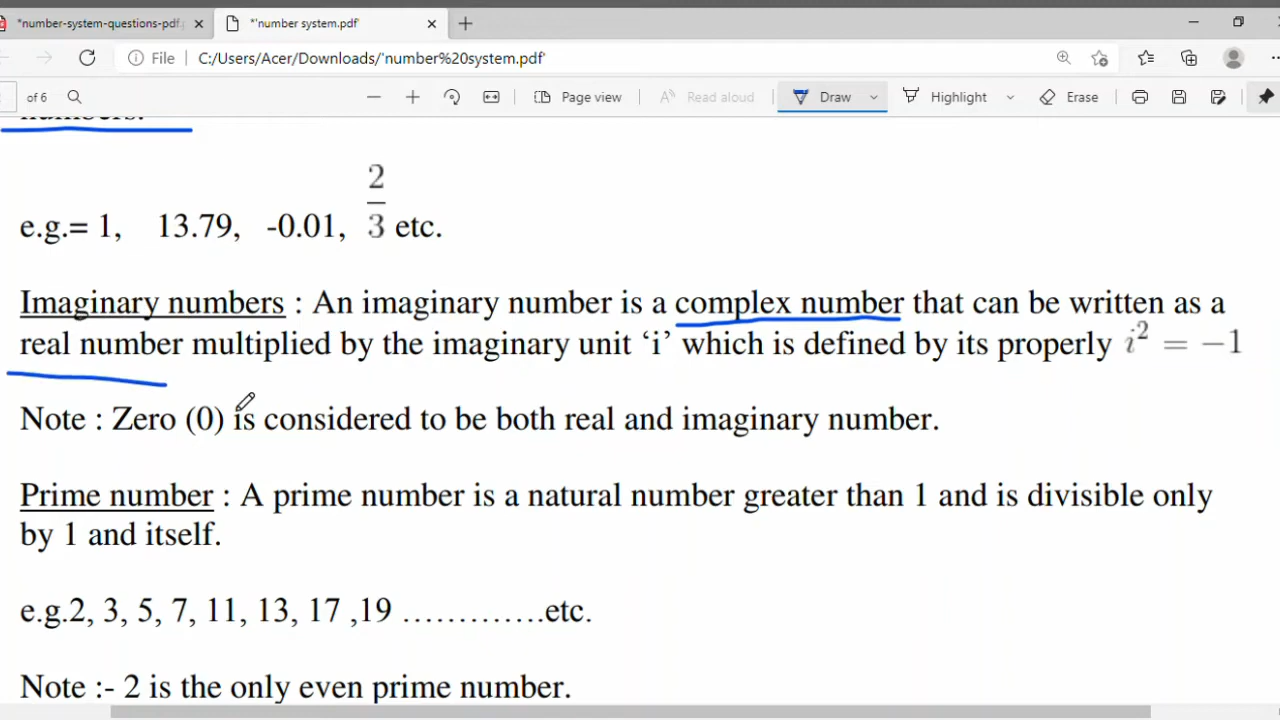 *number-system-questions-pdf.
*'number system.pdf'
File
C:/Users/Acer/Downloads/'number%20system.pdf'
of 6
Page view
Read aloud
Draw
Highlight
Erase
numbers.
2
e.g.= 1, 13.79, -0.01, 3 etc.
Imaginary numbers : An imaginary number is a complex number that can be written as a
real number multiplied by the imaginary unit ‘i’ which is defined by its properly i² = −1
Note : Zero (0) is considered to be both real and imaginary number.
Prime number : A prime number is a natural number greater than 1 and is divisible only
by 1 and itself.
e.g.2, 3, 5, 7, 11, 13, 17 ,19 ………….etc.
Note :- 2 is the only even prime number.